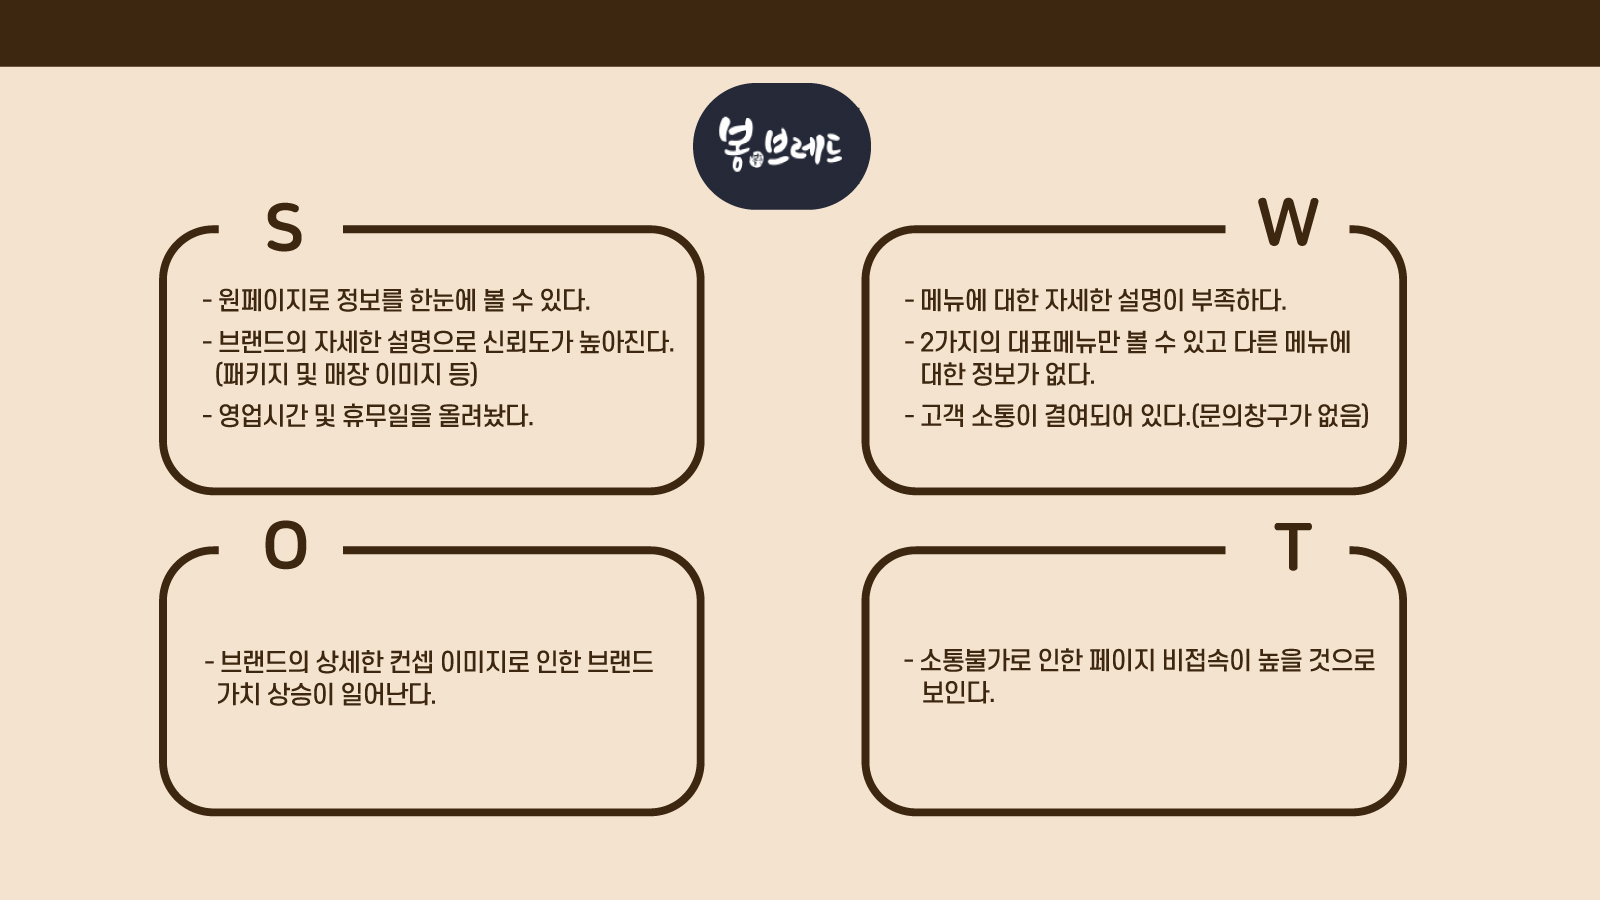 봉브레드
S
- 원페이지로 정보를 한눈에 볼 수 있다.
- 브랜드의 자세한 설명으로 신뢰도가 높아진다.
(패키지 및 매장 이미지 등)
- 영업시간 및 휴무일을 올려놨다.
W
- 메뉴에 대한 자세한 설명이 부족하다.
- 2가지의 대표메뉴만 볼 수 있고 다른 메뉴에
대한 정보가 없다.
- 고객 소통이 결여되어 있다.(문의창구가 없음)
O
- 브랜드의 상세한 컨셉 이미지로 인한 브랜드
가치 상승이 일어난다.
T
- 소통불가로 인한 페이지 비접속이 높을 것으로
보인다.